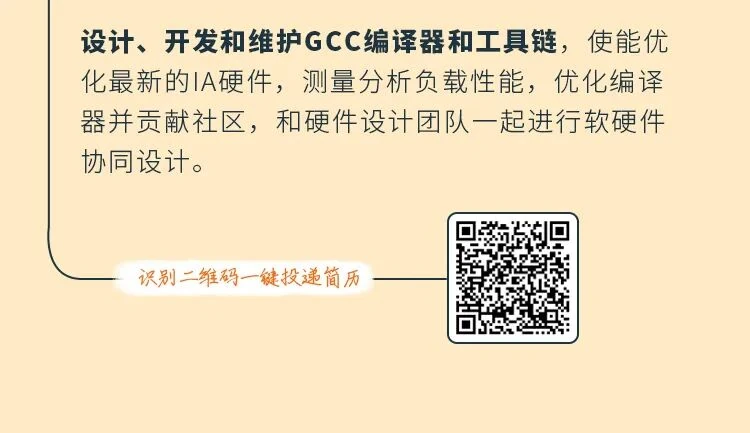 设计、开发和维护GCC编译器和工具链，使能优
化最新的IA硬件，测量分析负载性能，优化编译
器并贡献社区，和硬件设计团队一起进行软硬件
协同设计。
识别二维码一键投递简历